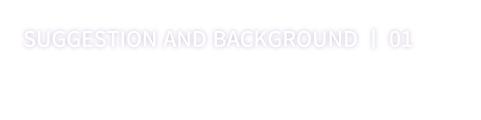 SUGGESTION AND BACKGROUND | 01